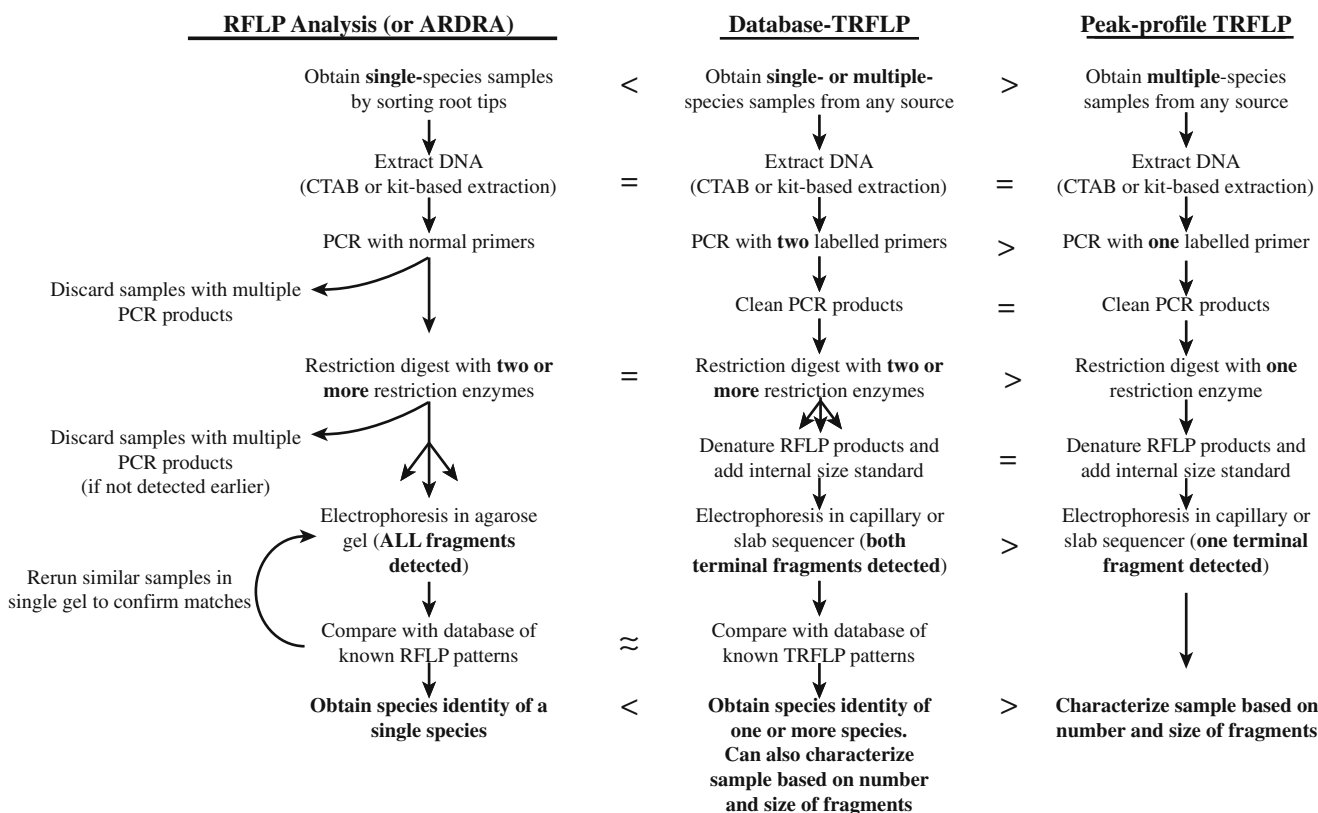 RFLP Analysis (or ARDRA)
Obtain single-species samples
by sorting root tips
Extract DNA
(CTAB or kit-based extraction)
PCR with normal primers
Discard samples with multiple
PCR products
Restriction digest with two or
more restriction enzymes
Discard samples with multiple
PCR products
(if not detected earlier)
Electrophoresis in agarose
gel (ALL fragments
detected)
Rerun similar samples in
single gel to confirm matches
Compare with database of
known RFLP patterns
Obtain species identity of a
single species
<
=
=
≈
<
Database-TRFLP
Obtain single- or multiple-
species samples from any source
Extract DNA
(CTAB or kit-based extraction)
PCR with two labelled primers
Clean PCR products
Restriction digest with two or
more restriction enzymes
Denature RFLP products and
add internal size standard
Electrophoresis in capillary or
slab sequencer (both
terminal fragments detected)
Compare with database of
known TRFLP patterns
Obtain species identity of
one or more species.
Can also characterize
sample based on number
and size of fragments
>
=
>
=
>
=
>
>
Peak-profile TRFLP
Obtain multiple-species
samples from any source
Extract DNA
(CTAB or kit-based extraction)
PCR with one labelled primer
Clean PCR products
Restriction digest with one
restriction enzyme
Denature RFLP products and
add internal size standard
Electrophoresis in capillary or
slab sequencer (one terminal
fragment detected)
Characterize sample based on
number and size of fragments